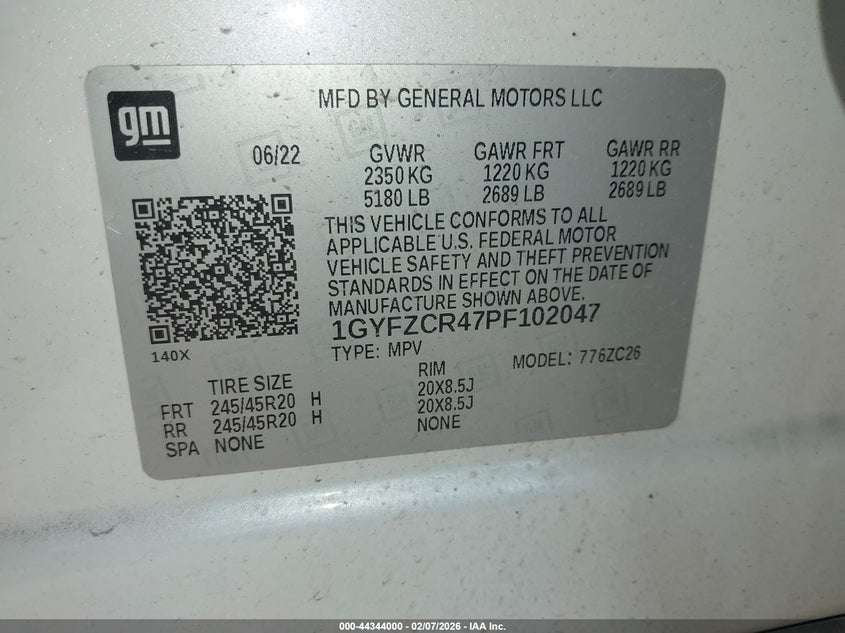 gm
MFD BY GENERAL MOTORS LLC
06/22
GVWR GAWR FRT GAWR RR
2350 KG 1220 KG 1220 KG
5180 LB 2689 LB 2689 LB
THIS VEHICLE CONFORMS TO ALL
APPLICABLE U.S. FEDERAL MOTOR
VEHICLE SAFETY AND THEFT PREVENTION
STANDARDS IN EFFECT ON THE DATE OF
MANUFACTURE SHOWN ABOVE.
1GYFZCR47PF102047
140X
TYPE: MPV MODEL: 776ZC26
TIRE SIZE RIM
FRT 245/45R20 H 20X8.5J
RR 245/45R20 H 20X8.5J
SPA NONE NONE
000-44344000 - 02/07/2026 - IAA Inc.